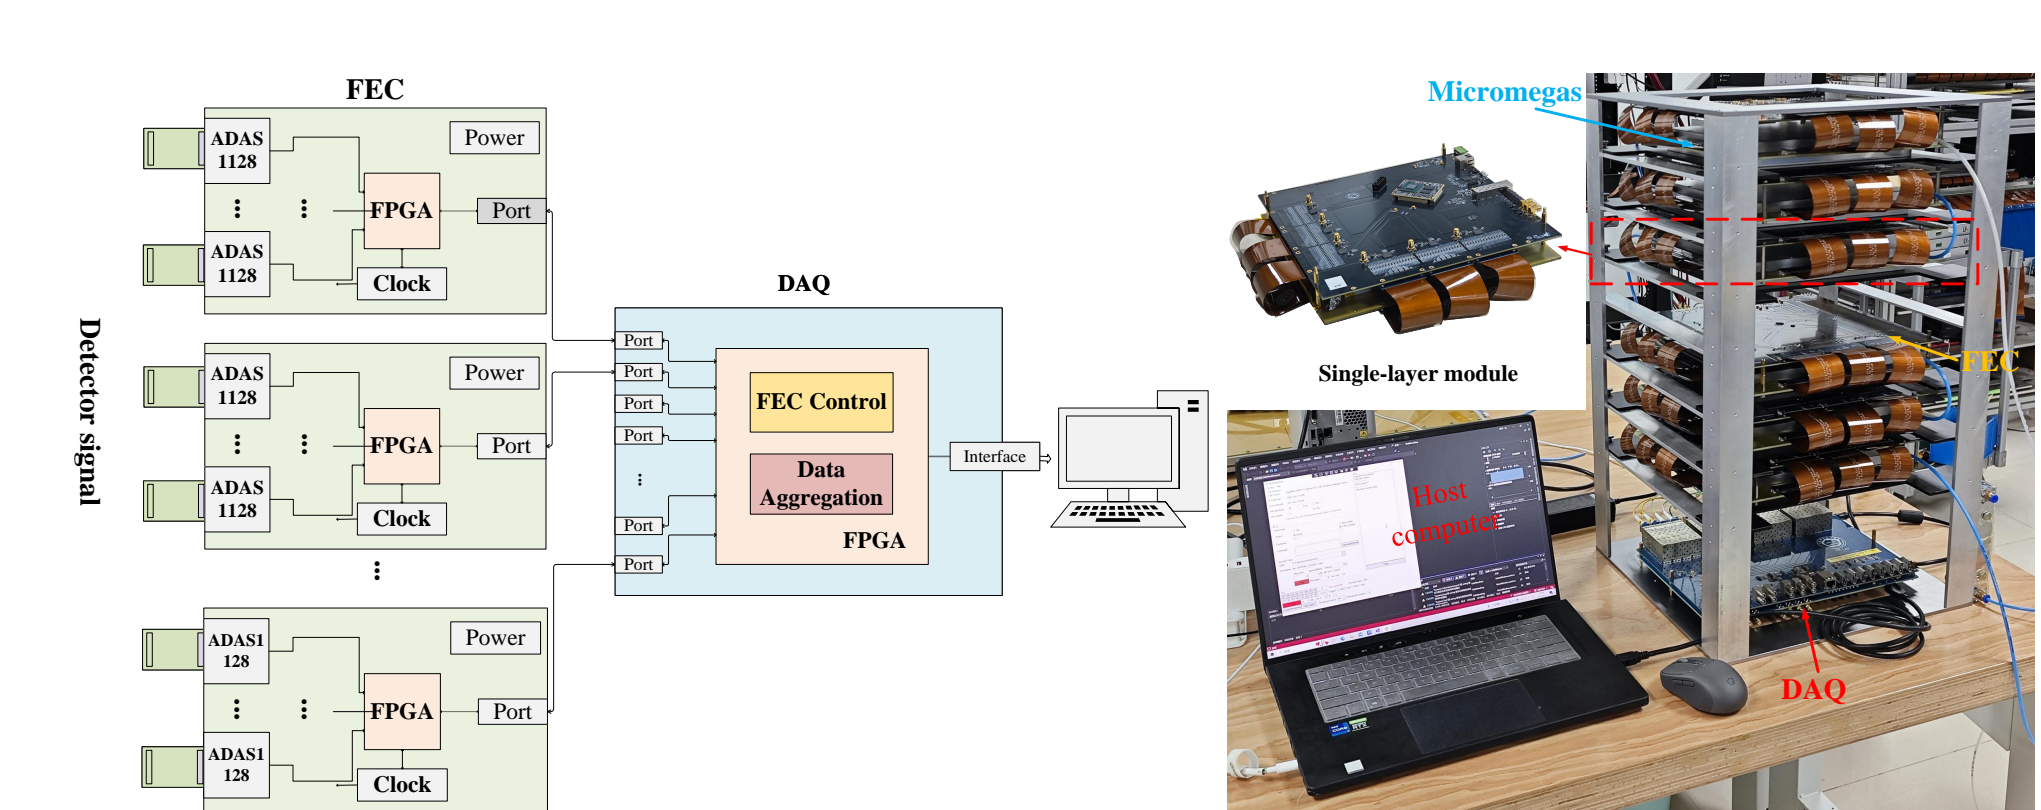 FEC
ADAS
1128
Power
FPGA
Port
ADAS
1128
Clock
ADAS
1128
Power
FPGA
Port
ADAS
1128
Clock
ADAS1
128
Power
FPGA
Port
ADAS1
128
Clock
Detector signal
DAQ
Port
Port
Port
Port
Port
Port
FEC Control
Data
Aggregation
FPGA
Interface
Micromegas
Single-layer module
FEC
Host
computer
DAQ